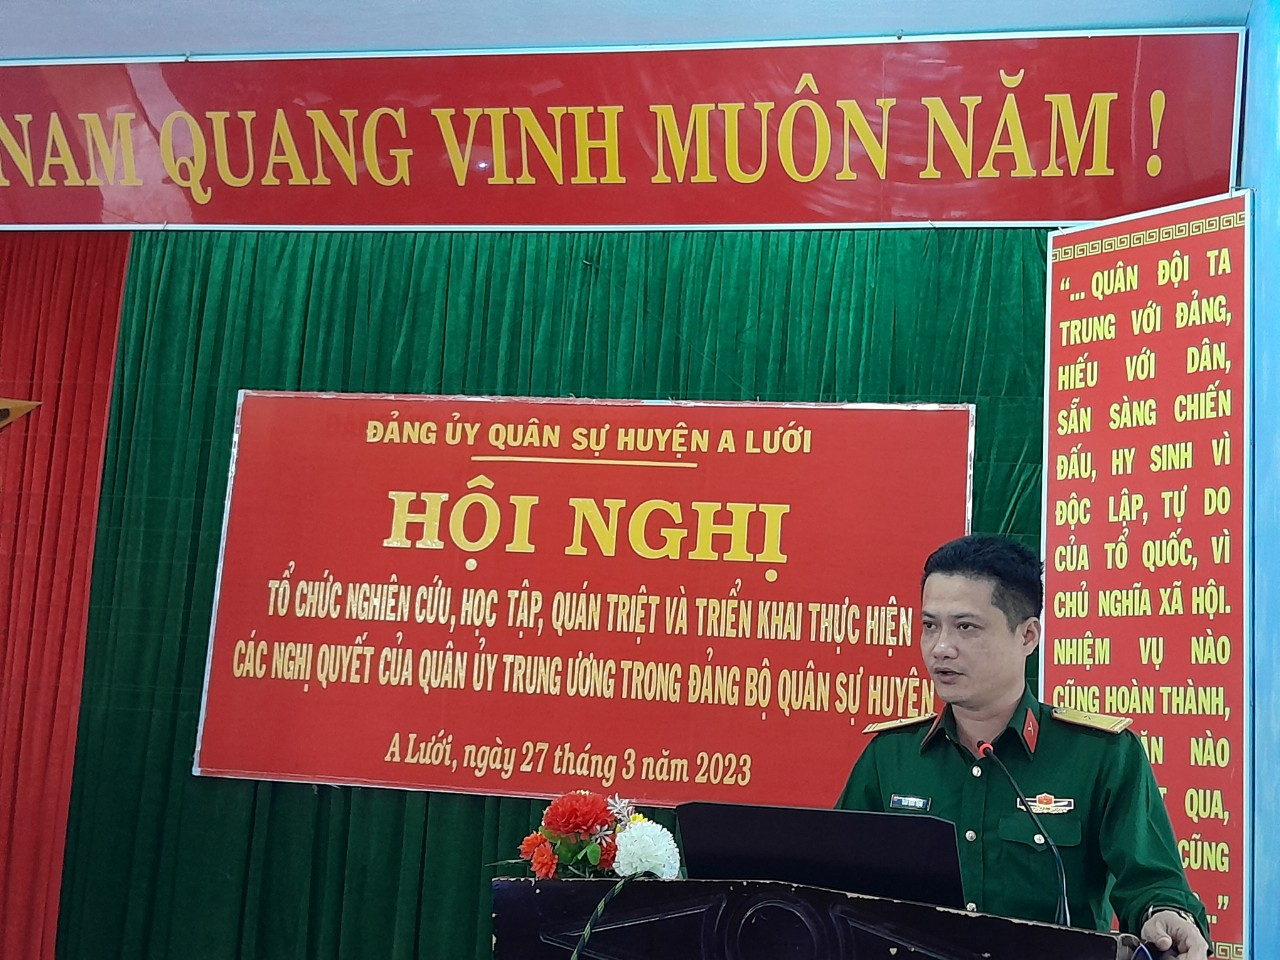 NAM QUANG VINH MUÔN NĂM !
ĐẢNG ỦY QUÂN SỰ HUYỆN A LƯỚI
HỘI NGHỊ
TỔ CHỨC NGHIÊN CỨU, HỌC TẬP, QUÁN TRIỆT VÀ TRIỂN KHAI THỰC HIỆN
CÁC NGHỊ QUYẾT CỦA QUÂN ỦY TRUNG ƯƠNG TRONG ĐẢNG BỘ QUÂN SỰ HUYỆN
A Lưới, ngày 27 tháng 3 năm 2023
“... QUÂN ĐỘI TA
TRUNG VỚI ĐẢNG,
HIẾU VỚI DÂN,
SẴN SÀNG CHIẾN
ĐẤU, HY SINH VÌ
ĐỘC LẬP, TỰ DO
CỦA TỔ QUỐC, VÌ
CHỦ NGHĨA XÃ HỘI.
NHIỆM VỤ NÀO
CŨNG HOÀN THÀNH,
NÀO
QUA,
CŨNG
...”